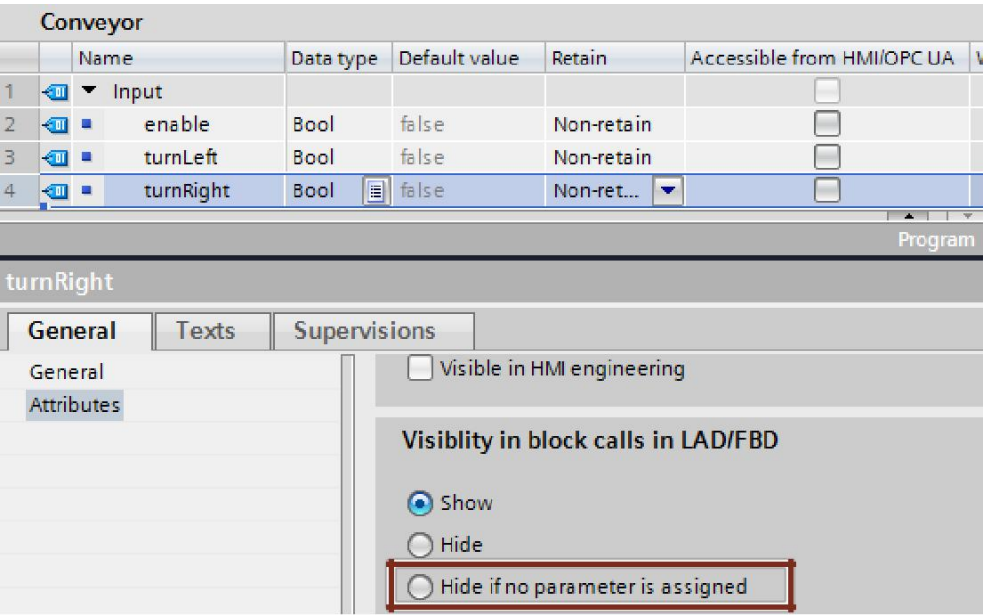 Conveyor
Name Data type Default value Retain Accessible from HMI/OPC UA
1 Input
2 enable Bool false Non-retain
3 turnLeft Bool false Non-retain
4 turnRight Bool false Non-ret...
Program
turnRight
General Texts Supervisions
General
Attributes
Visible in HMI engineering
Visiblity in block calls in LAD/FBD
Show
Hide
Hide if no parameter is assigned